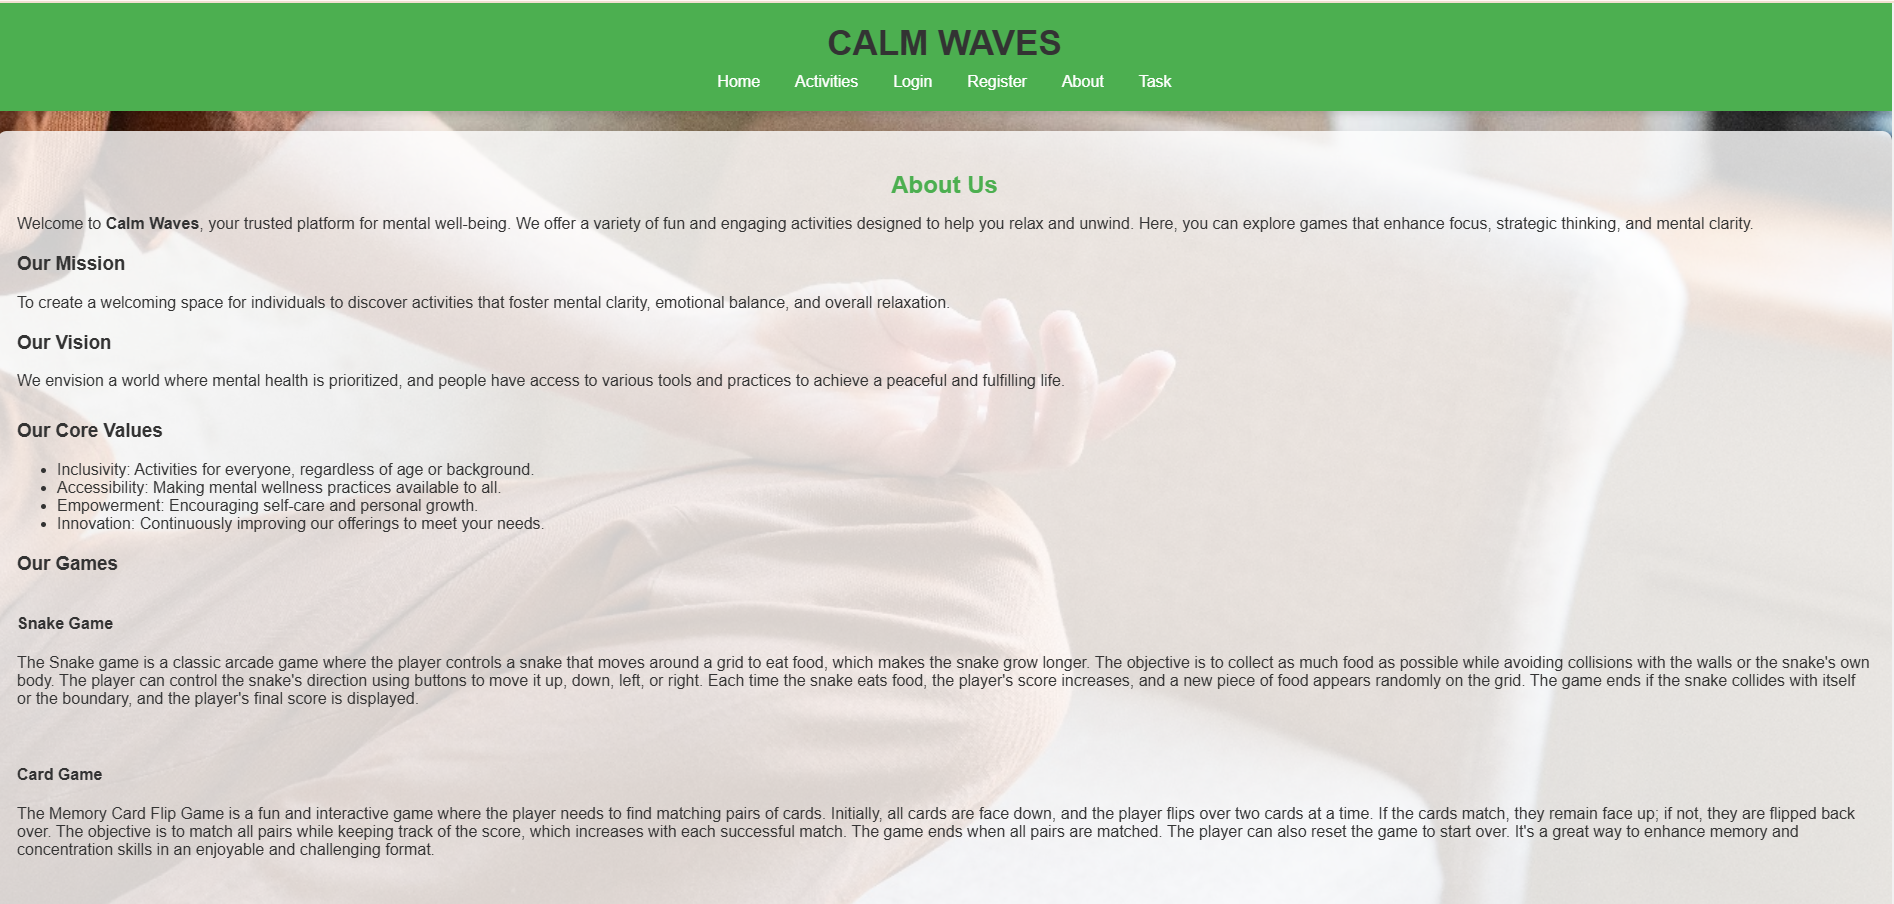 CALM WAVES
Home Activities Login Register About Task
About Us
Welcome to Calm Waves, your trusted platform for mental well-being. We offer a variety of fun and engaging activities designed to help you relax and unwind. Here, you can explore games that enhance focus, strategic thinking, and mental clarity.
Our Mission
To create a welcoming space for individuals to discover activities that foster mental clarity, emotional balance, and overall relaxation.
Our Vision
We envision a world where mental health is prioritized, and people have access to various tools and practices to achieve a peaceful and fulfilling life.
Our Core Values
• Inclusivity: Activities for everyone, regardless of age or background.
• Accessibility: Making mental wellness practices available to all.
• Empowerment: Encouraging self-care and personal growth.
• Innovation: Continuously improving our offerings to meet your needs.
Our Games
Snake Game
The Snake game is a classic arcade game where the player controls a snake that moves around a grid to eat food, which makes the snake grow longer. The objective is to collect as much food as possible while avoiding collisions with the walls or the snake's own
body. The player can control the snake's direction using buttons to move it up, down, left, or right. Each time the snake eats food, the player's score increases, and a new piece of food appears randomly on the grid. The game ends if the snake collides with itself
or the boundary, and the player's final score is displayed.
Card Game
The Memory Card Flip Game is a fun and interactive game where the player needs to find matching pairs of cards. Initially, all cards are face down, and the player flips over two cards at a time. If the cards match, they remain face up; if not, they are flipped back
over. The objective is to match all pairs while keeping track of the score, which increases with each successful match. The game ends when all pairs are matched. The player can also reset the game to start over. It's a great way to enhance memory and
concentration skills in an enjoyable and challenging format.